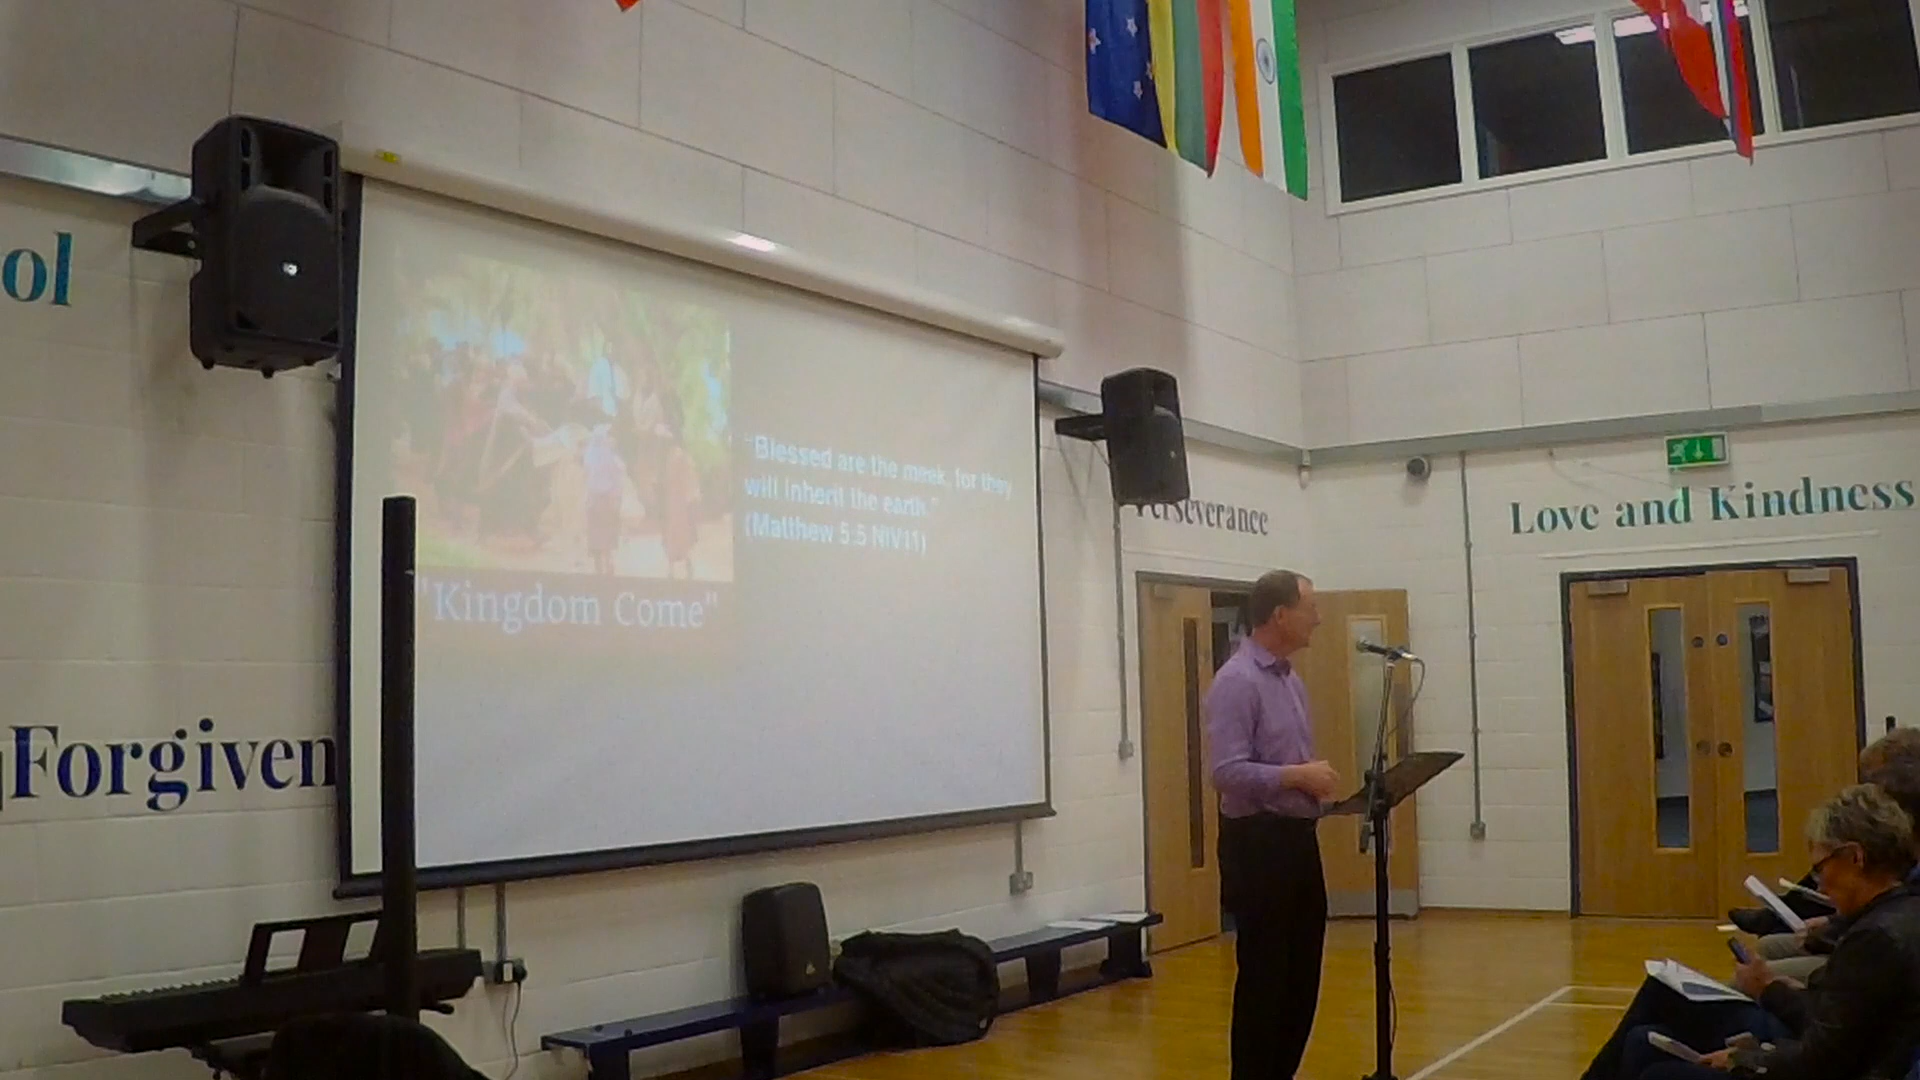 ol
Forgiven
"Blessed are the meek, for they
will inherit the earth."
(Matthew 5:5 NIV11)
"Kingdom Come"
Perseverance
Love and Kindness